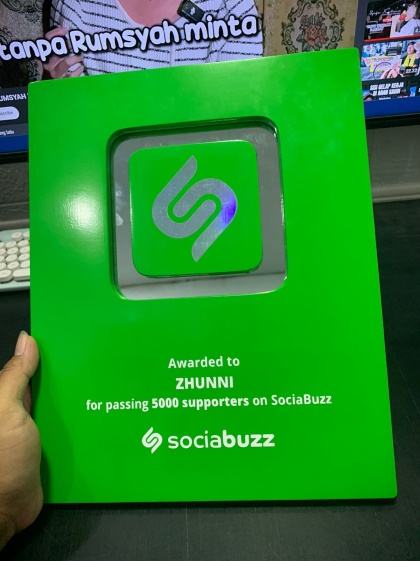 tanpa Rumsyah minta
Awarded to
ZHUNNI
for passing 5000 supporters on SociaBuzz
sociabuzz